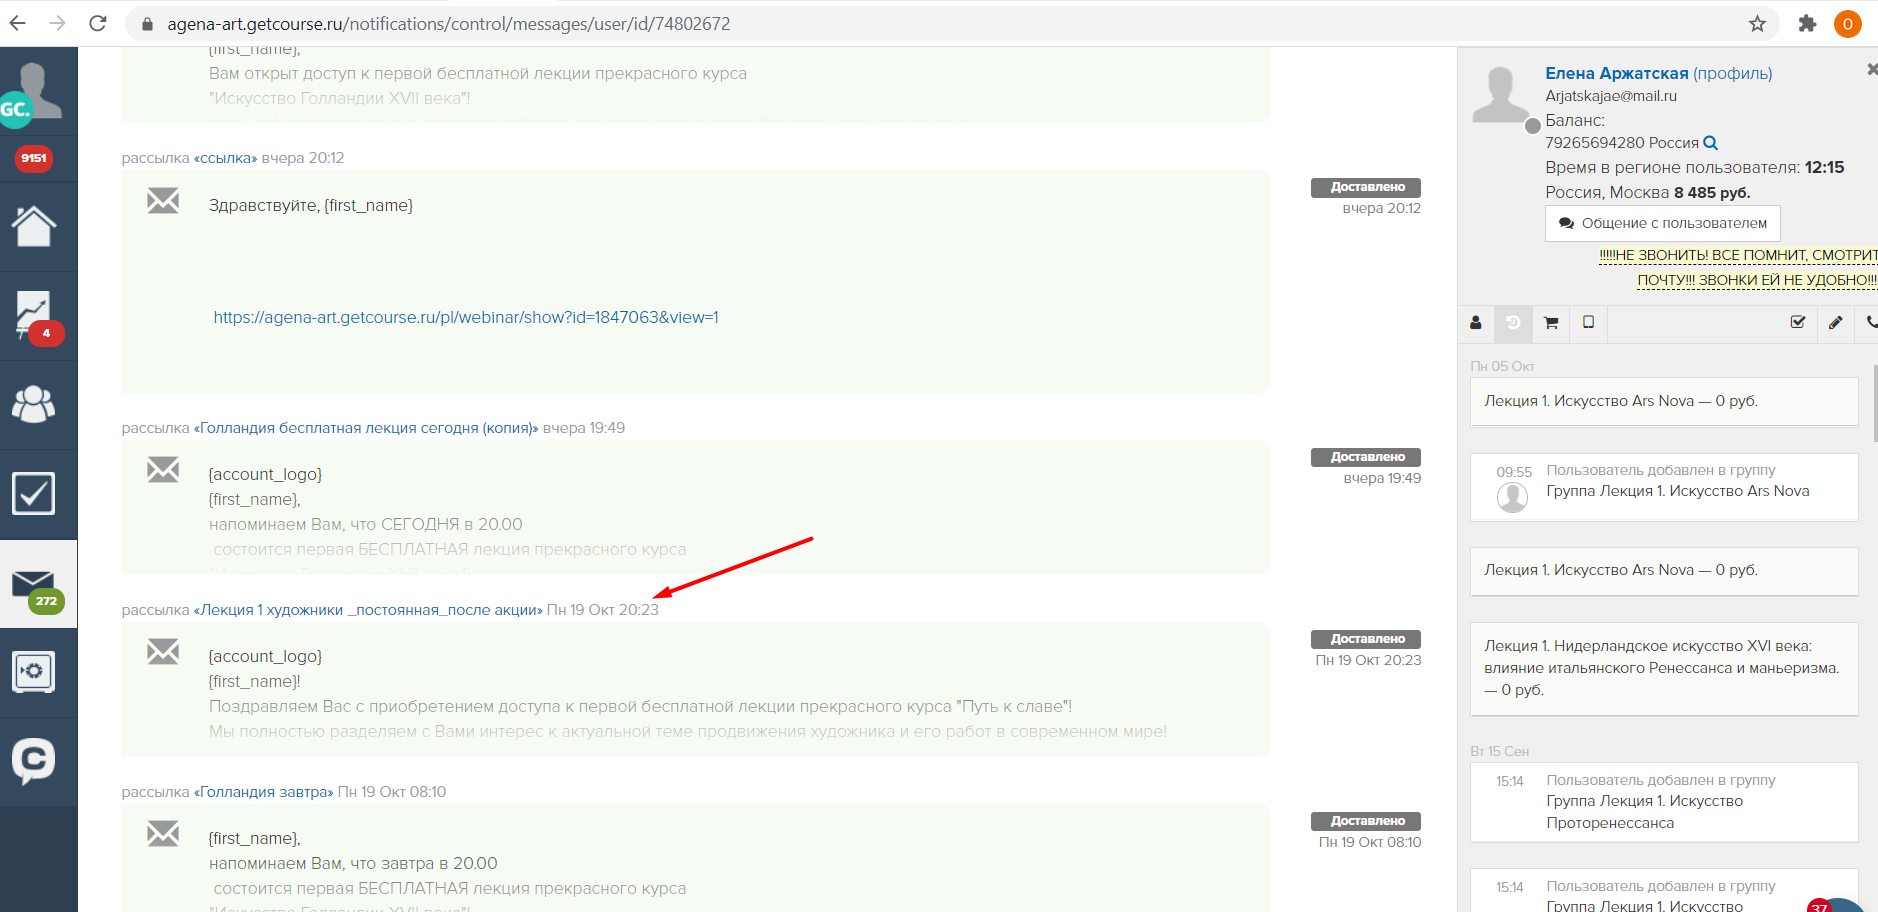 agena-art.getcourse.ru/notifications/control/messages/user/id/74802672
O
GC.
9151
4
272
{first_name},
Вам открыт доступ к первой бесплатной лекции прекрасного курса
"Искусство Голландии XVII века"!
рассылка «ссылка» вчера 20:12
Здравствуйте, {first_name}
https://agena-art.getcourse.ru/pl/webinar/show?id=1847063&view=1
Доставлено
вчера 20:12
рассылка «Голландия бесплатная лекция сегодня (копия)» вчера 19:49
{account_logo}
{first_name},
напоминаем Вам, что СЕГОДНЯ в 20.00
состоится первая БЕСПЛАТНАЯ лекция прекрасного курса
"Искусство Голландии XVII века"!
Доставлено
вчера 19:49
рассылка «Лекция 1 художники _постоянная_после акции» Пн 19 Окт 20:23
{account_logo}
{first_name}!
Поздравляем Вас с приобретением доступа к первой бесплатной лекции прекрасного курса "Путь к славе"!
Мы полностью разделяем с Вами интерес к актуальной теме продвижения художника и его работ в современном мире!
Доставлено
Пн 19 Окт 20:23
рассылка «Голландия завтра» Пн 19 Окт 08:10
{first_name},
напоминаем Вам, что завтра в 20.00
состоится первая БЕСПЛАТНАЯ лекция прекрасного курса
"Искусство Голландии XVII века"!
Доставлено
Пн 19 Окт 08:10
Елена Аржатская (профиль)
Arjatskajae@mail.ru
Баланс:
79265694280 Россия
Время в регионе пользователя: 12:15
Россия, Москва 8 485 руб.
Общение с пользователем
!!!!!НЕ ЗВОНИТЬ! ВСЕ ПОМНИТ, СМОТРИТ
ПОЧТУ!!! ЗВОНКИ ЕЙ НЕ УДОБНО!!!
Пн 05 Окт
Лекция 1. Искусство Ars Nova — 0 руб.
09:55 Пользователь добавлен в группу
Группа Лекция 1. Искусство Ars Nova
Лекция 1. Искусство Ars Nova — 0 руб.
Лекция 1. Нидерландское искусство XVI века:
влияние итальянского Ренессанса и маньеризма.
— 0 руб.
Вт 15 Сен
15:14 Пользователь добавлен в группу
Группа Лекция 1. Искусство
Проторенессанса
15:14 Пользователь добавлен в группу
Группа Лекция 1. Искусство
37